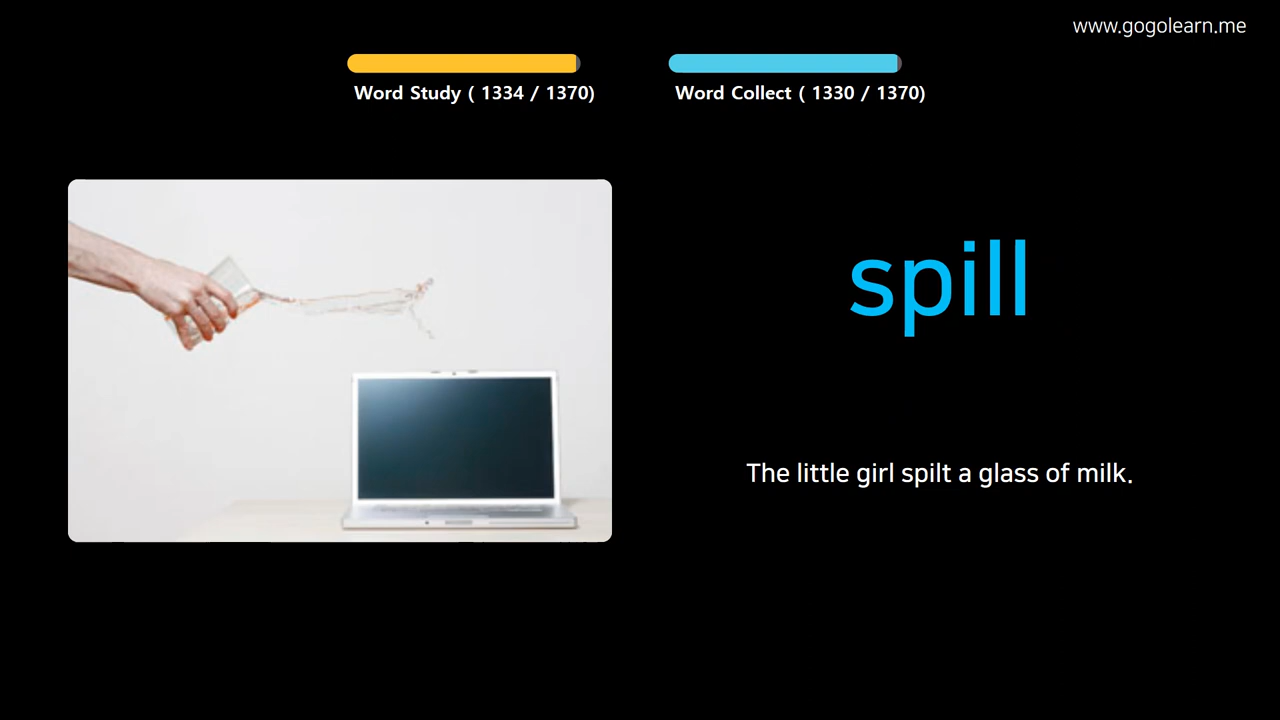 www.gogolearn.me
Word Study ( 1334 / 1370)
Word Collect ( 1330 / 1370)
spill
The little girl spilt a glass of milk.